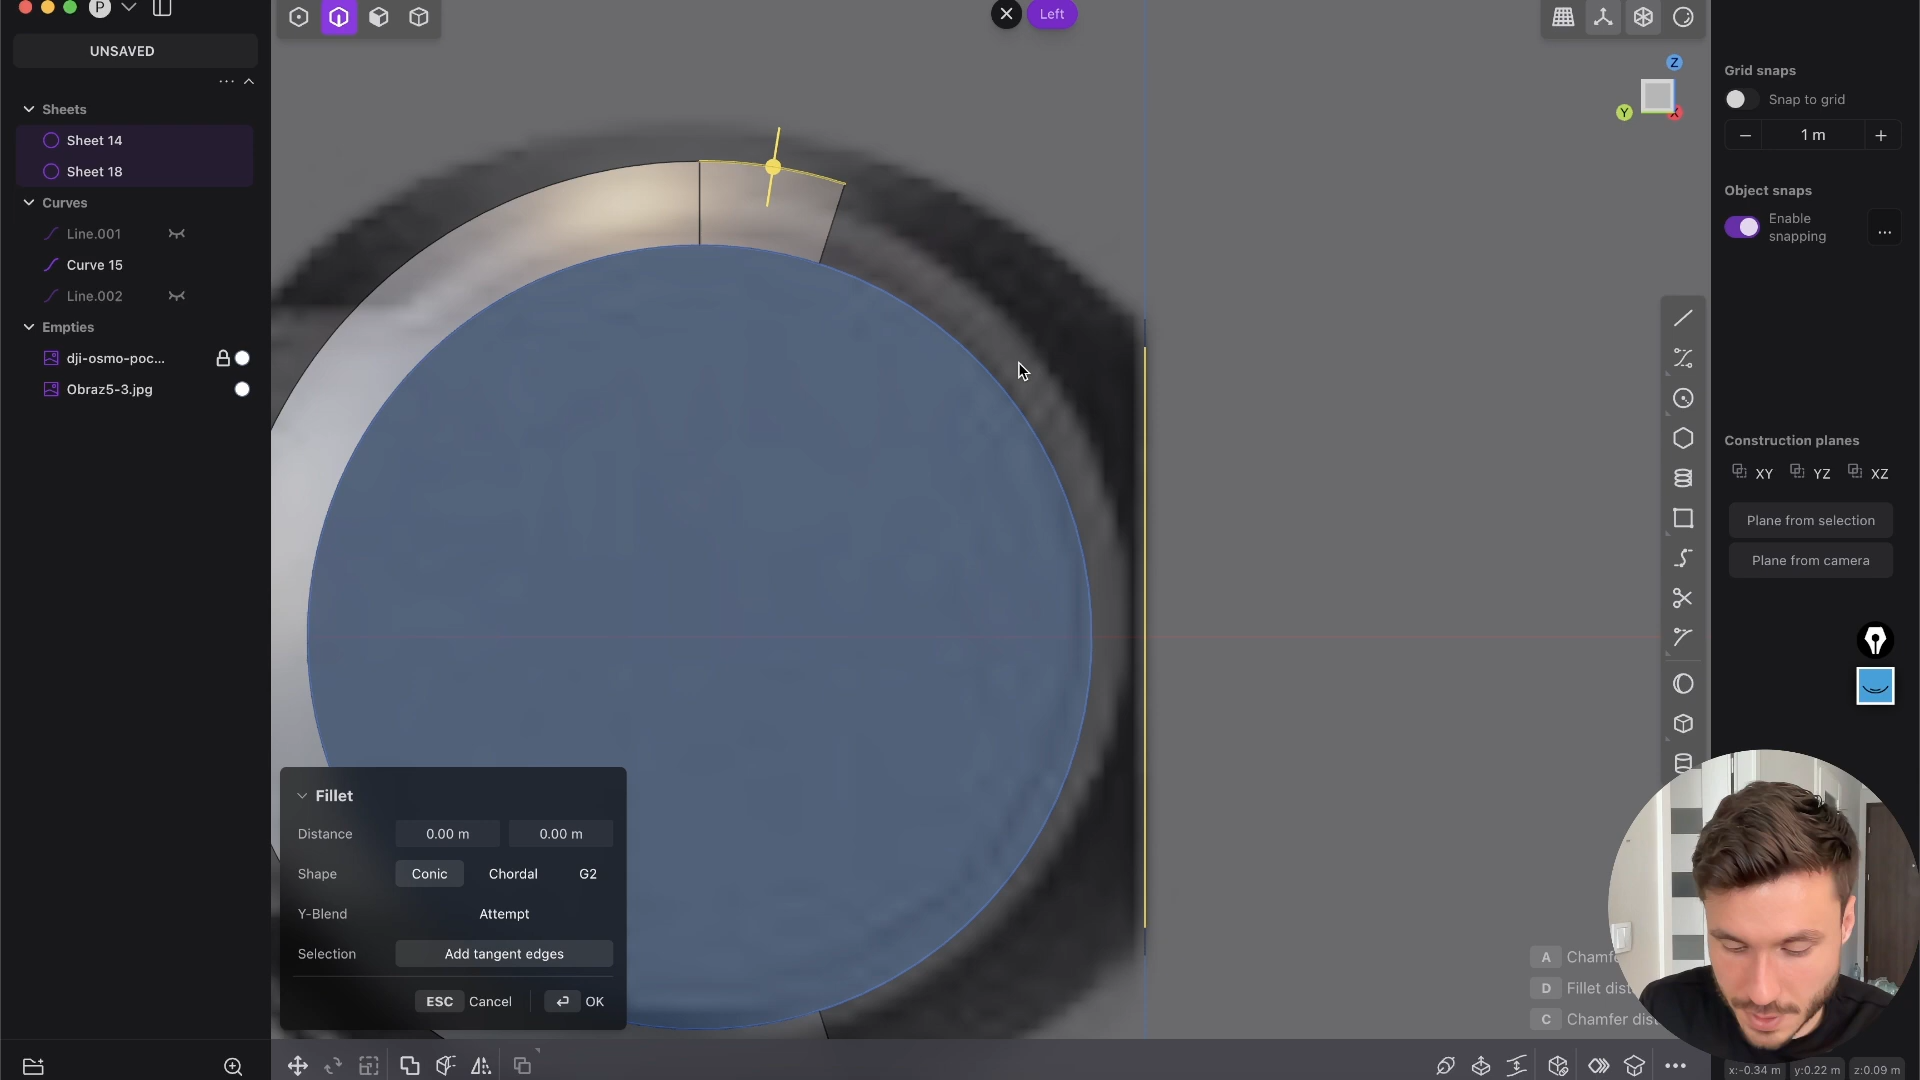 P
UNSAVED
Left
Z
Y
X
Sheets
Sheet 14
Sheet 18
Curves
Line.001
Curve 15
Line.002
Empties
dji-osmo-poc...
Obraz5-3.jpg
Grid snaps
Snap to grid
1 m
Object snaps
Enable
snapping
...
Construction planes
XY YZ XZ
Plane from selection
Plane from camera
Fillet
Distance 0.00 m 0.00 m
Shape Conic Chordal G2
Y-Blend Attempt
Selection Add tangent edges
ESC Cancel OK
A
D Fillet
C Chamfer
x:-0.34 m y:0.22 m z:0.09 m